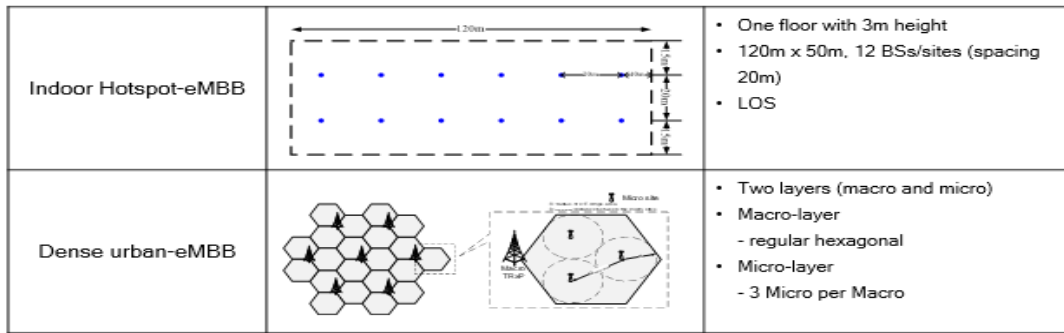 120m
15m
Indoor Hotspot-eMBB
20m
15m
• One floor with 3m height
• 120m x 50m, 12 BSs/sites (spacing
20m)
• LOS
Dense urban-eMBB
Micro site
Macro
TRxP
• Two layers (macro and micro)
• Macro-layer
- regular hexagonal
• Micro-layer
- 3 Micro per Macro